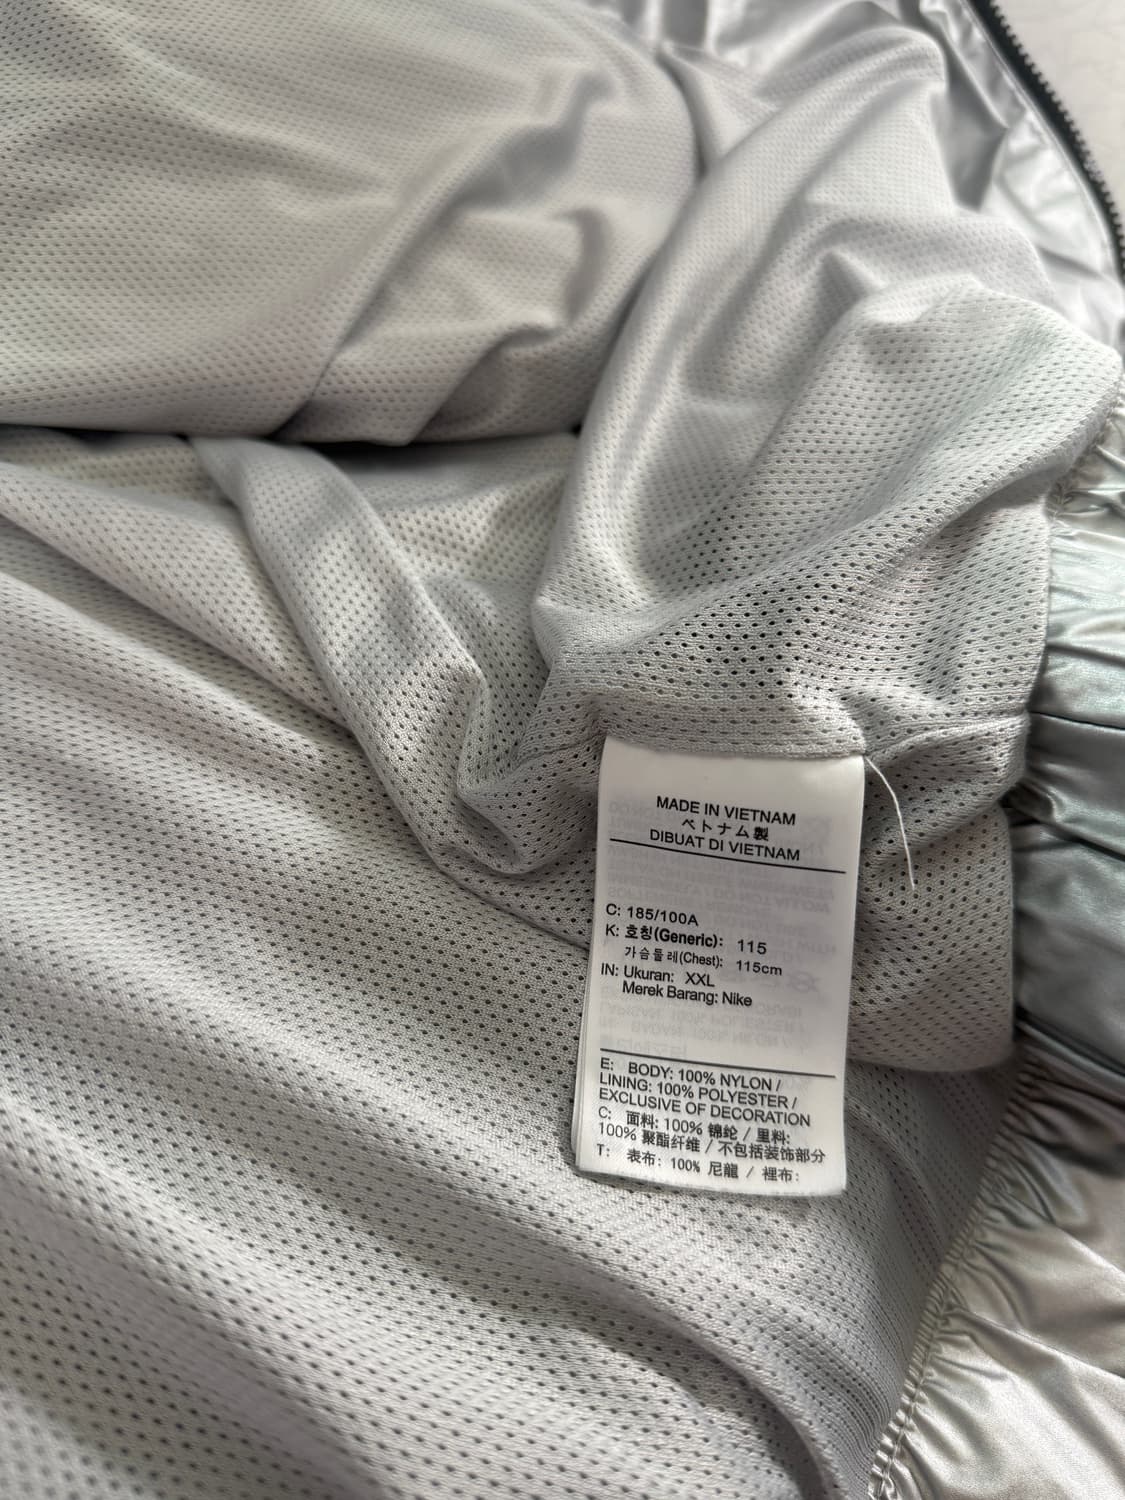 MADE IN VIETNAM
ベトナム製
DIBUAT DI VIETNAM
C: 185/100A
K: 호칭(Generic): 115
가슴둘레(Chest): 115cm
IN: Ukuran: XXL
Merek Barang: Nike
E: BODY: 100% NYLON /
LINING: 100% POLYESTER /
EXCLUSIVE OF DECORATION
C: 面料: 100% 锦纶 / 里料:
100% 聚酯纤维 / 不包括装饰部分
T: 表布: 100% 尼龍 / 裡布: